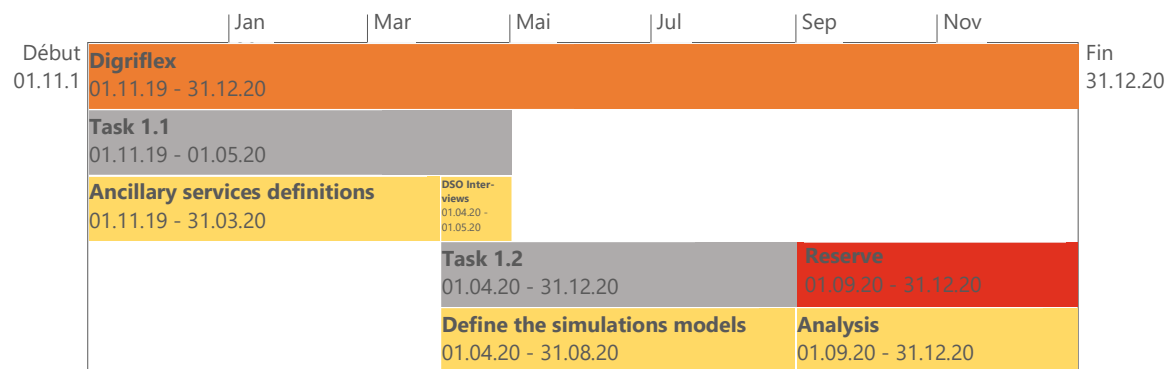 Jan Mar Mai Jul Sep Nov
Début
01.11.1
Fin
31.12.20
Digriflex
01.11.19 - 31.12.20
Task 1.1
01.11.19 - 01.05.20
Ancillary services definitions
01.11.19 - 31.03.20
DSO Inter-
views
01.04.20 -
01.05.20
Task 1.2
01.04.20 - 31.12.20
Reserve
01.09.20 - 31.12.20
Define the simulations models
01.04.20 - 31.08.20
Analysis
01.09.20 - 31.12.20